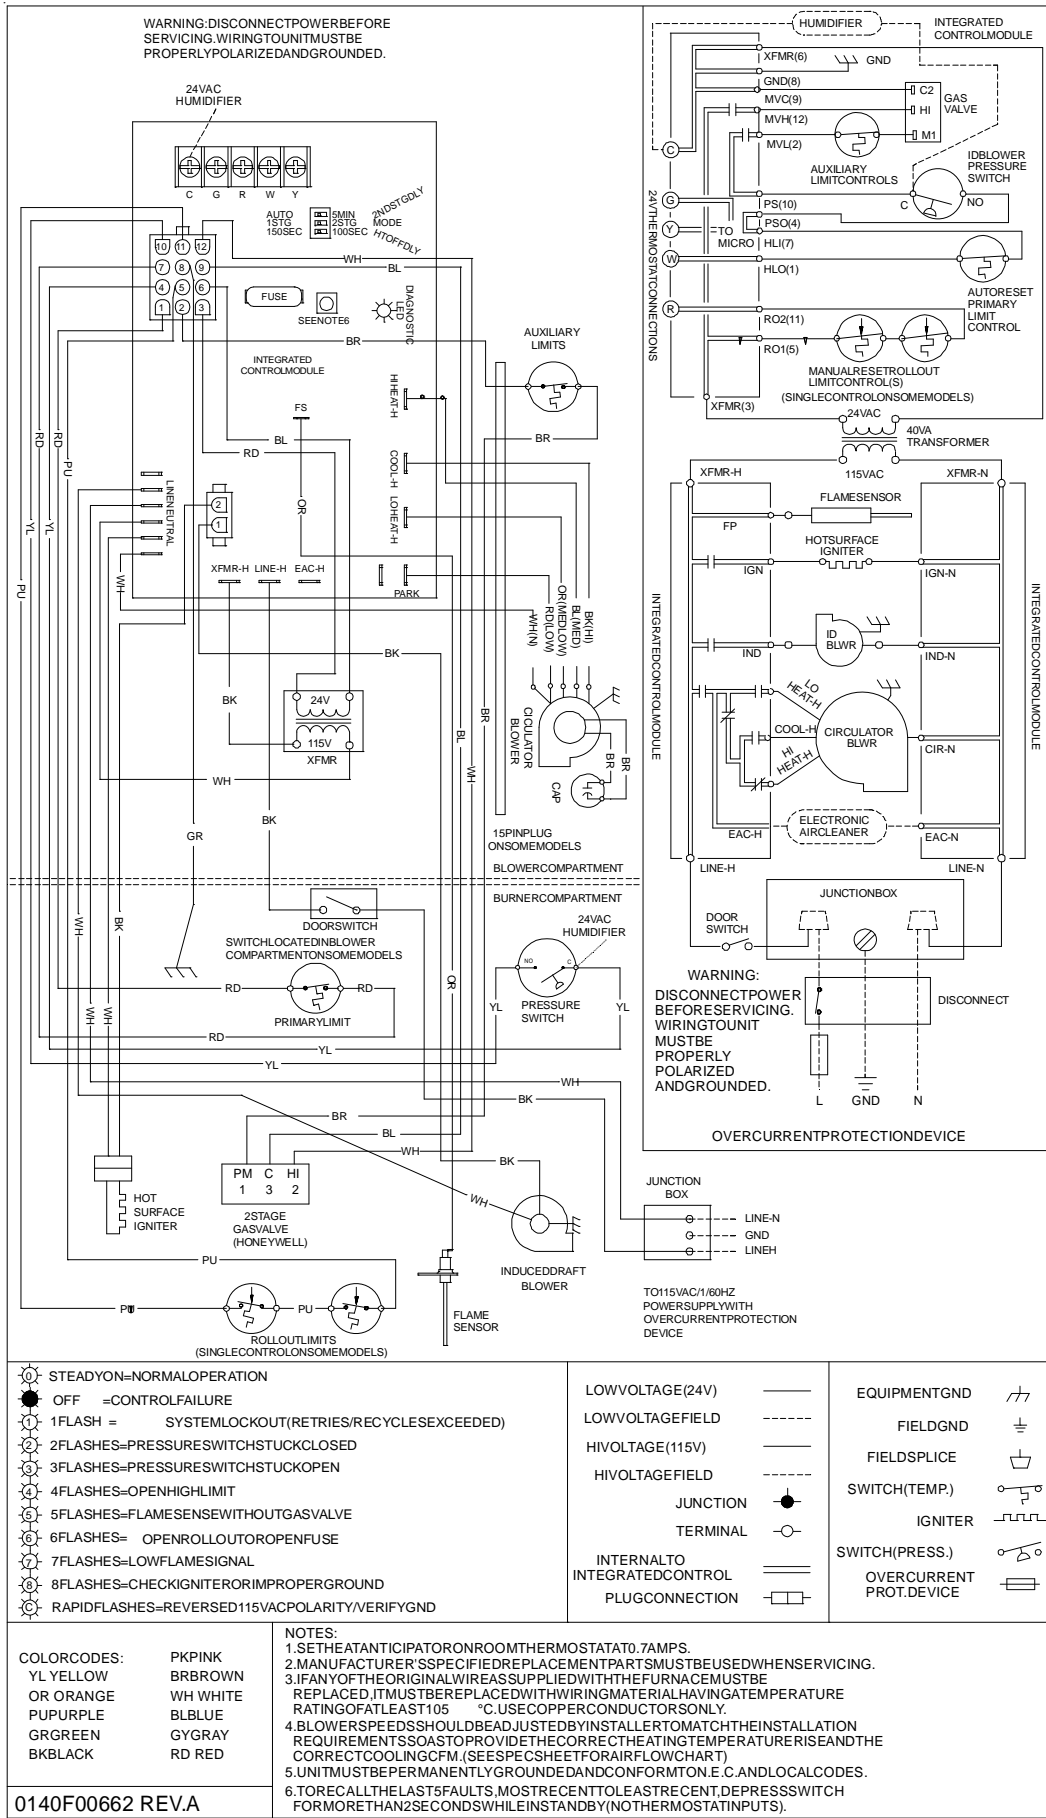 WARNING:DISCONNECTPOWERBEFORE
SERVICING.WIRINGTOUNITMUSTBE
PROPERLYPOLARIZEDANDGROUNDED.
24VAC
HUMIDIFIER
C G R W Y
AUTO
1STG
150SEC
5MIN
2STG
100SEC
2NDSTGDLY
MODE
HTOFFDLY
10 11 12
7 8 9
4 5 6
1 2 3
WH
BL
FUSE
SEENOTE6
DIAGNOSTIC
LED
BR
INTEGRATED
CONTROLMODULE
AUXILIARY
LIMITS
HIHEAT-H
FS
BL
RD
BR
COOL-H
RD
RD
PU
YL
YL
OR
LINENEUTRAL
2
1
LOHEAT-H
XFMR-H LINE-H EAC-H
PARK
WH
PU
WH(N)
RD(LOW)
OR(MEDLOW)
BL(MED)
BK(HI)
BK
BK
24V
115V
XFMR
WH
BR
BL
WH
CICULATOR
BLOWER
BR
BR
CAP
BK
GR
15PINPLUG
ONSOMEMODELS
BLOWERCOMPARTMENT
BURNERCOMPARTMENT
DOORSWITCH
SWITCHLOCATEDINBLOWER
COMPARTMENTONSOMEMODELS
24VAC
HUMIDIFIER
WH
BK
NO
C
PRESSURE
SWITCH
RD
RD
PRIMARYLIMIT
OR
YL
YL
WH
WH
RD
YL
YL
WH
BK
BR
BL
WH
BK
PM C HI
1 3 2
2STAGE
GASVALVE
(HONEYWELL)
HOT
SURFACE
IGNITER
WH
INDUCEDDRAFT
BLOWER
JUNCTION
BOX
LINE-N
GND
LINEH
TO115VAC/1/60HZ
POWERSUPPLYWITH
OVERCURRENTPROTECTION
DEVICE
PU
PU
PU
ROLLOUTLIMITS
(SINGLECONTROLONSOMEMODELS)
FLAME
SENSOR
HUMIDIFIER
INTEGRATED
CONTROLMODULE
XFMR(6)
GND
GND(8)
MVC(9)
C2
HI
M1
GAS
VALVE
MVH(12)
MVL(2)
C
AUXILIARY
LIMITCONTROLS
IDBLOWER
PRESSURE
SWITCH
C
NO
G
PS(10)
PSO(4)
Y
TO
MICRO
HLI(7)
W
HLO(1)
24VTHERMOSTATCONNECTIONS
AUTORESET
PRIMARY
LIMIT
CONTROL
R
RO2(11)
RO1(5)
MANUALRESETROLLOUT
LIMITCONTROL(S)
(SINGLECONTROLONSOMEMODELS)
XFMR(3)
24VAC
40VA
TRANSFORMER
115VAC
XFMR-H
XFMR-N
FLAMESENSOR
FP
HOTSURFACE
IGNITER
IGN
IGN-N
INTEGRATEDCONTROLMODULE
INTEGRATEDCONTROLMODULE
ID
BLWR
IND
IND-N
LO
HEAT-H
COOL-H
HI
HEAT-H
CIRCULATOR
BLWR
CIR-N
ELECTRONIC
AIRCLEANER
EAC-H
EAC-N
LINE-H
LINE-N
JUNCTIONBOX
DOOR
SWITCH
WARNING:
DISCONNECTPOWER
BEFORESERVICING.
WIRINGTOUNIT
MUSTBE
PROPERLY
POLARIZED
ANDGROUNDED.
DISCONNECT
L GND N
OVERCURRENTPROTECTIONDEVICE
0 STEADYON=NORMALOPERATION
OFF =CONTROLFAILURE
1 1FLASH = SYSTEMLOCKOUT(RETRIES/RECYCLESEXCEEDED)
2 2FLASHES=PRESSURESWITCHSTUCKCLOSED
3 3FLASHES=PRESSURESWITCHSTUCKOPEN
4 4FLASHES=OPENHIGHLIMIT
5 5FLASHES=FLAMESENSEWITHOUTGASVALVE
6 6FLASHES= OPENROLLOUTOROPENFUSE
7 7FLASHES=LOWFLAMESIGNAL
8 8FLASHES=CHECKIGNITERORIMPROPERGROUND
C RAPIDFLASHES=REVERSED115VACPOLARITY/VERIFYGND
LOWVOLTAGE(24V)
LOWVOLTAGEFIELD
HIVOLTAGE(115V)
HIVOLTAGEFIELD
JUNCTION
TERMINAL
INTERNALTO
INTEGRATEDCONTROL
PLUGCONNECTION
EQUIPMENTGND
FIELDGND
FIELDSPLICE
SWITCH(TEMP.)
IGNITER
SWITCH(PRESS.)
OVERCURRENT
PROT.DEVICE
COLORCODES: PKPINK
YL YELLOW BRBROWN
OR ORANGE WH WHITE
PUPURPLE BLBLUE
GRGREEN GYGRAY
BKBLACK RD RED
0140F00662 REV.A
NOTES:
1.SETHEATANTICIPATORONROOMTHERMOSTATAT0.7AMPS.
2.MANUFACTURER'SSPECIFIEDREPLACEMENTPARTSMUSTBEUSEDWHENSERVICING.
3.IFANYOFTHEORIGINALWIREASSUPPLIEDWITHTHEFURNACEMUSTBE
REPLACED,ITMUSTBEREPLACEDWITHWIRINGMATERIALHAVINGATEMPERATURE
RATINGOFATLEAST105 °C.USECOPPERCONDUCTORSONLY.
4.BLOWERSPEEDSSHOULDBEADJUSTEDBYINSTALLERTOMATCHTHEINSTALLATION
REQUIREMENTSSOASTOPROVIDETHECORRECTHEATINGTEMPERATURERISEANDTHE
CORRECTCOOLINGCFM.(SEESPECSHEETFORAIRFLOWCHART)
5.UNITMUSTBEPERMANENTLYGROUNDEDANDCONFORMTON.E.C.ANDLOCALCODES.
6.TORECALLTHELAST5FAULTS,MOSTRECENTTOLEASTRECENT,DEPRESSSWITCH
FORMORETHAN2SECONDSWHILEINSTANDBY(NOTHERMOSTATINPUTS).